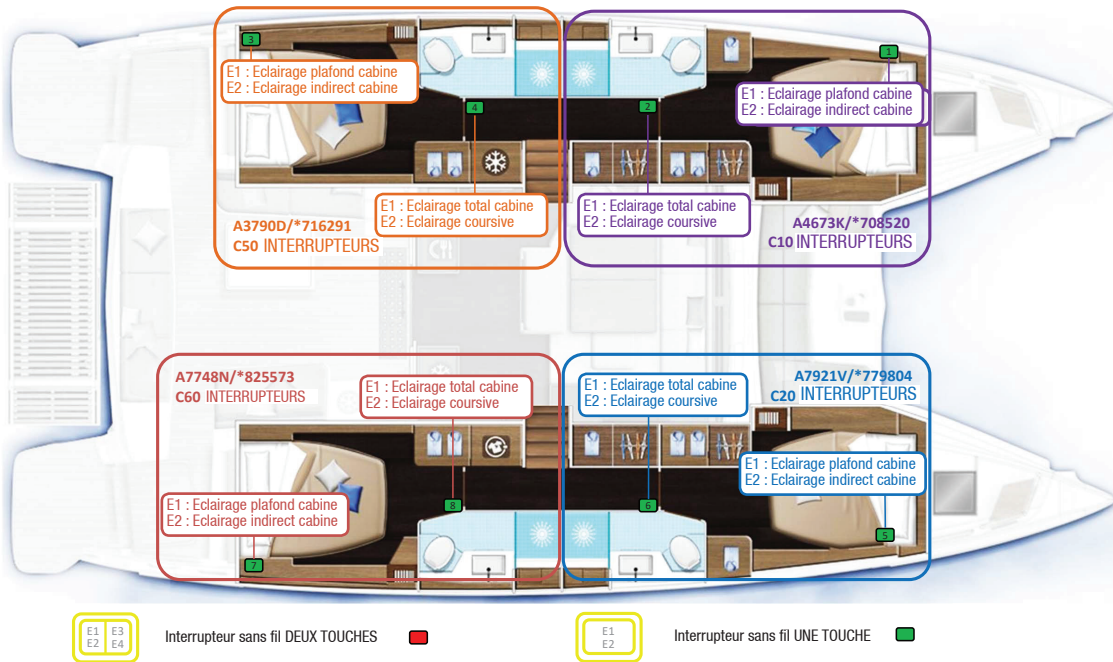 3
E1 : Eclairage plafond cabine
E2 : Eclairage indirect cabine
4
E1 : Eclairage total cabine
E2 : Eclairage coursive
A3790D/*716291
C50 INTERRUPTEURS
1
E1 : Eclairage plafond cabine
E2 : Eclairage indirect cabine
2
E1 : Eclairage total cabine
E2 : Eclairage coursive
A4673K/*708520
C10 INTERRUPTEURS
A7748N/*825573
C60 INTERRUPTEURS
E1 : Eclairage total cabine
E2 : Eclairage coursive
8
E1 : Eclairage plafond cabine
E2 : Eclairage indirect cabine
7
E1 : Eclairage total cabine
E2 : Eclairage coursive
6
A7921V/*779804
C20 INTERRUPTEURS
E1 : Eclairage plafond cabine
E2 : Eclairage indirect cabine
5
E1 E3
E2 E4
Interrupteur sans fil DEUX TOUCHES
E1
E2
Interrupteur sans fil UNE TOUCHE